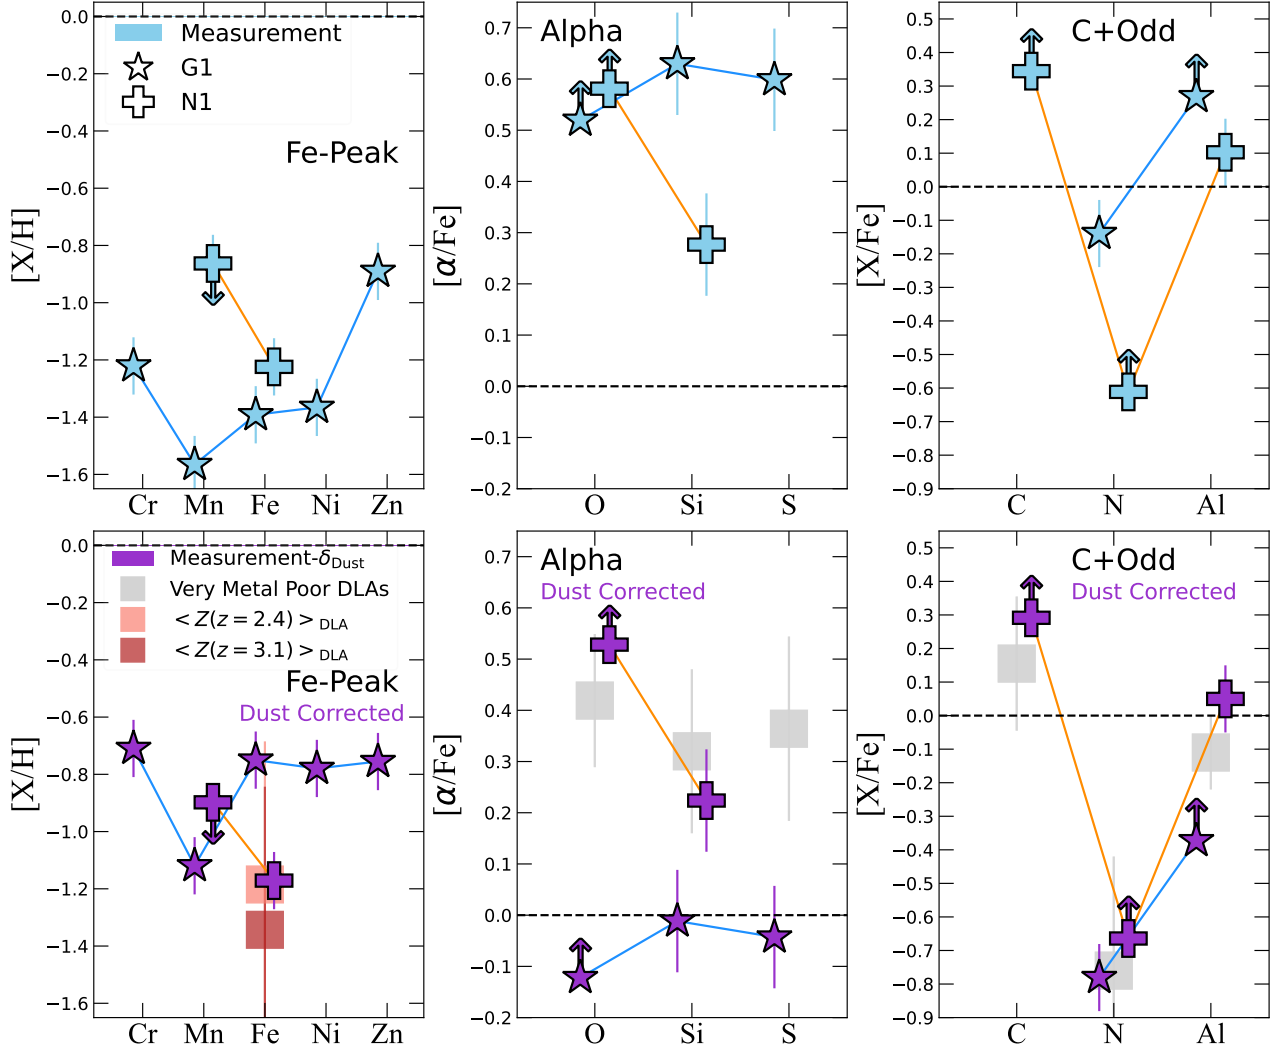 [X/H]
0.0
−0.2
−0.4
−0.6
−0.8
−1.0
−1.2
−1.4
−1.6
Measurement
G1
N1
Fe-Peak
Cr Mn Fe Ni Zn
[α/Fe]
0.7
0.6
0.5
0.4
0.3
0.2
0.1
0.0
−0.1
−0.2
Alpha
O Si S
[X/Fe]
0.5
0.4
0.3
0.2
0.1
0.0
−0.1
−0.2
−0.3
−0.4
−0.5
−0.6
−0.7
−0.8
−0.9
C+Odd
C N Al
[X/H]
0.0
−0.2
−0.4
−0.6
−0.8
−1.0
−1.2
−1.4
−1.6
Measurement-δDust
Very Metal Poor DLAs
< Z(z = 2.4) >DLA
< Z(z = 3.1) >DLA
Fe-Peak
Dust Corrected
Cr Mn Fe Ni Zn
[α/Fe]
0.7
0.6
0.5
0.4
0.3
0.2
0.1
0.0
−0.1
−0.2
Alpha
Dust Corrected
O Si S
[X/Fe]
0.5
0.4
0.3
0.2
0.1
0.0
−0.1
−0.2
−0.3
−0.4
−0.5
−0.6
−0.7
−0.8
−0.9
C+Odd
Dust Corrected
C N Al